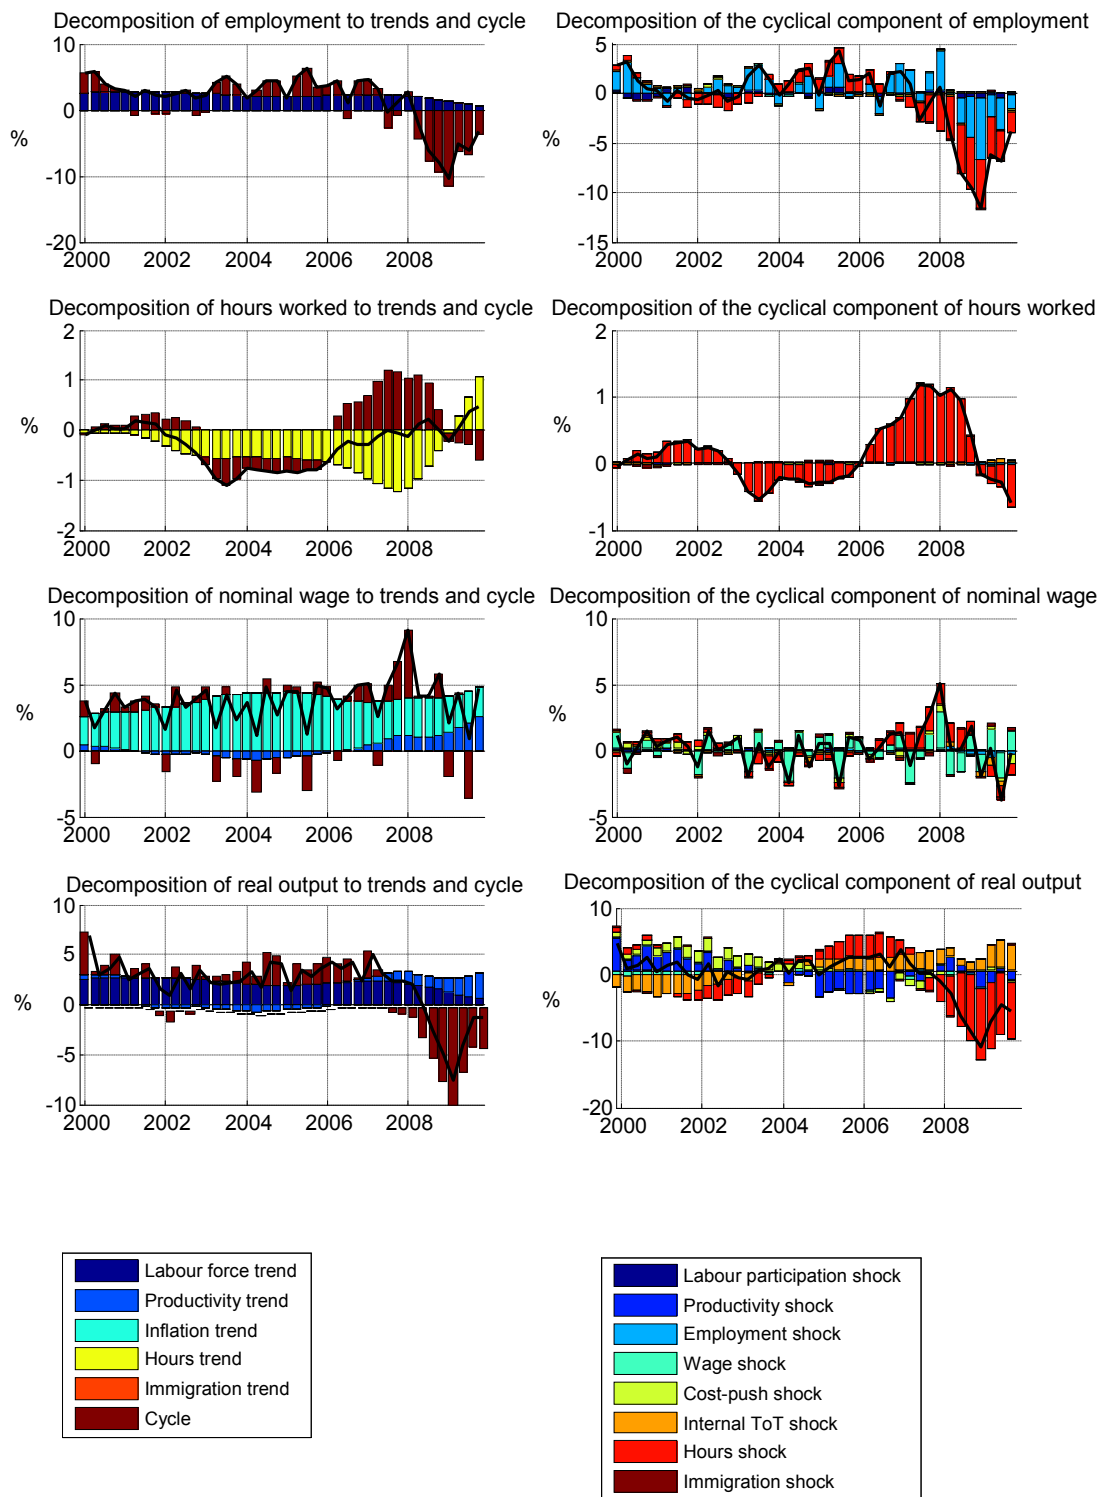 Decomposition of employment to trends and cycle
10
0
%
-10
-20
2000 2002 2004 2006 2008
Decomposition of the cyclical component of employment
5
0
%
-5
-10
-15
2000 2002 2004 2006 2008
Decomposition of hours worked to trends and cycle
2
1
%
0
-1
-2
2000 2002 2004 2006 2008
Decomposition of the cyclical component of hours worked
2
1
%
0
-1
2000 2002 2004 2006 2008
Decomposition of nominal wage to trends and cycle
10
5
%
0
-5
2000 2002 2004 2006 2008
Decomposition of the cyclical component of nominal wage
10
5
%
0
-5
2000 2002 2004 2006 2008
Decomposition of real output to trends and cycle
10
5
%
0
-5
-10
2000 2002 2004 2006 2008
Decomposition of the cyclical component of real output
10
0
%
-10
-20
2000 2002 2004 2006 2008
Labour force trend
Productivity trend
Inflation trend
Hours trend
Immigration trend
Cycle
Labour participation shock
Productivity shock
Employment shock
Wage shock
Cost-push shock
Internal ToT shock
Hours shock
Immigration shock